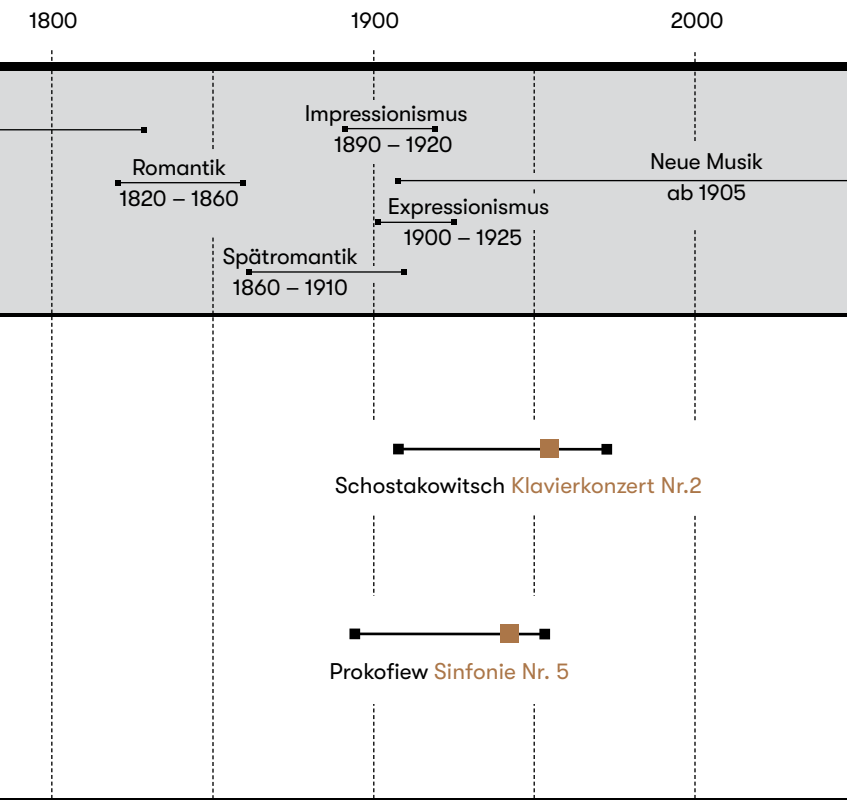 1800 1900 2000
Impressionismus
1890 – 1920
Romantik
1820 – 1860
Neue Musik
ab 1905
Expressionismus
1900 – 1925
Spätromantik
1860 – 1910
Schostakowitsch Klavierkonzert Nr.2
Prokofiew Sinfonie Nr. 5